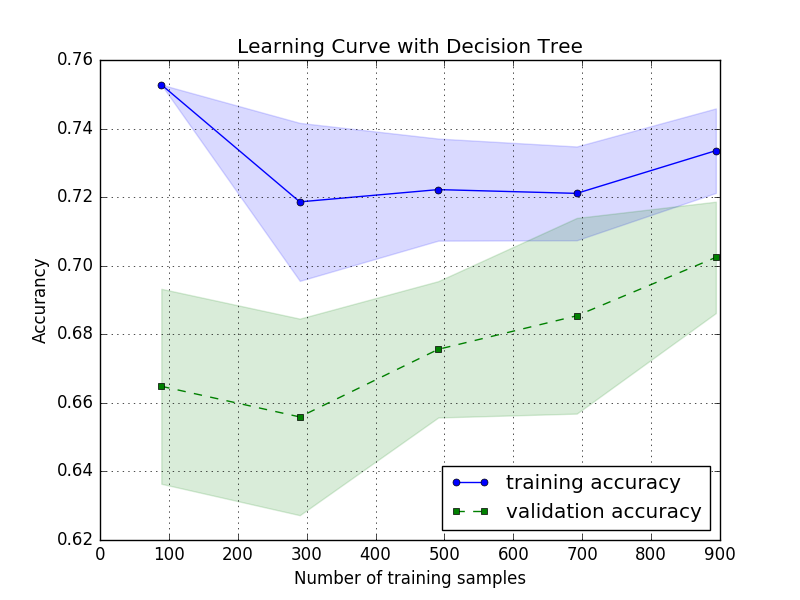 Learning Curve with Decision Tree
0.76
0.74
0.72
0.70
0.68
0.66
0.64
0.62
Accurancy
training accuracy
validation accuracy
0 100 200 300 400 500 600 700 800 900
Number of training samples